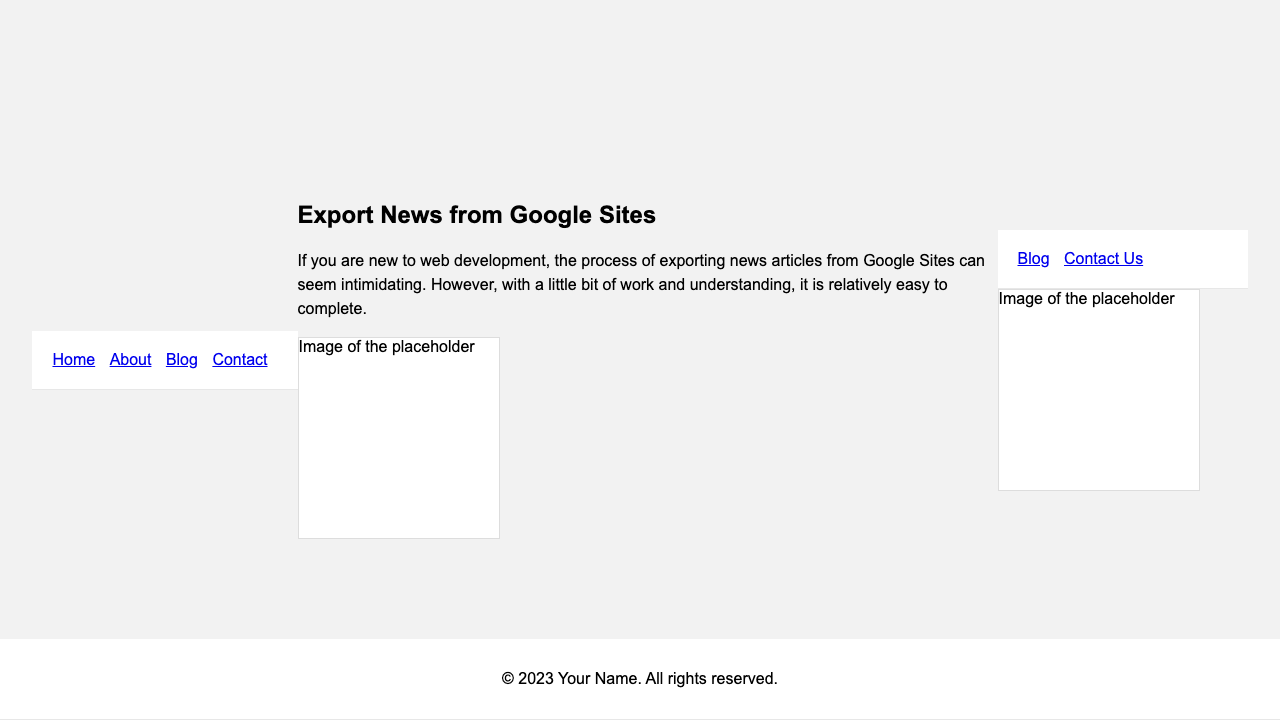 Home About Blog Contact
Export News from Google Sites
If you are new to web development, the process of exporting news articles from Google Sites can
seem intimidating. However, with a little bit of work and understanding, it is relatively easy to
complete.
Image of the placeholder
Blog Contact Us
Image of the placeholder
© 2023 Your Name. All rights reserved.